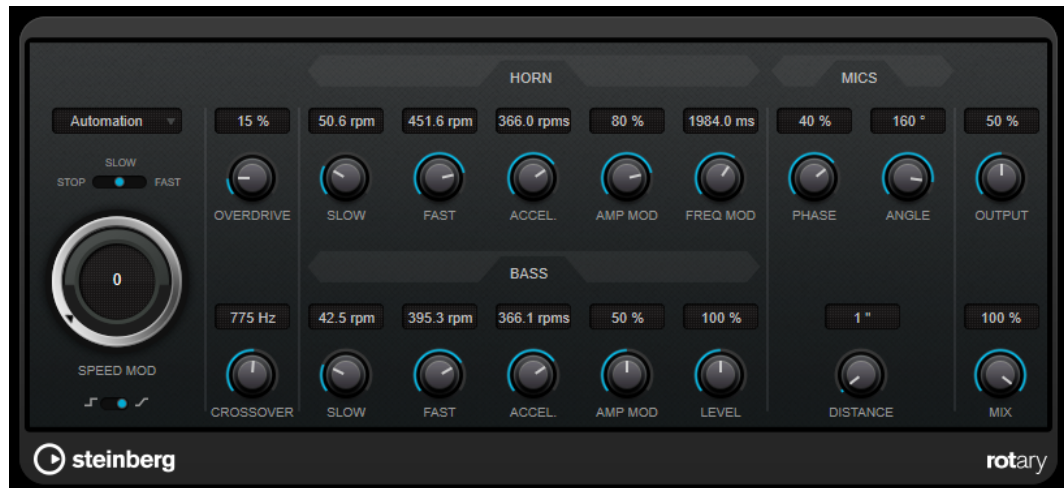 HORN
MICS
Automation
15 %
50.6 rpm
451.6 rpm
366.0 rpms
80 %
1984.0 ms
40 %
160 °
50 %
SLOW
STOP
FAST
OVERDRIVE
SLOW
FAST
ACCEL.
AMP MOD
FREQ MOD
PHASE
ANGLE
OUTPUT
BASS
0
775 Hz
42.5 rpm
395.3 rpm
366.1 rpms
50 %
100 %
1 "
100 %
SPEED MOD
CROSSOVER
SLOW
FAST
ACCEL.
AMP MOD
LEVEL
DISTANCE
MIX
steinberg
rotary